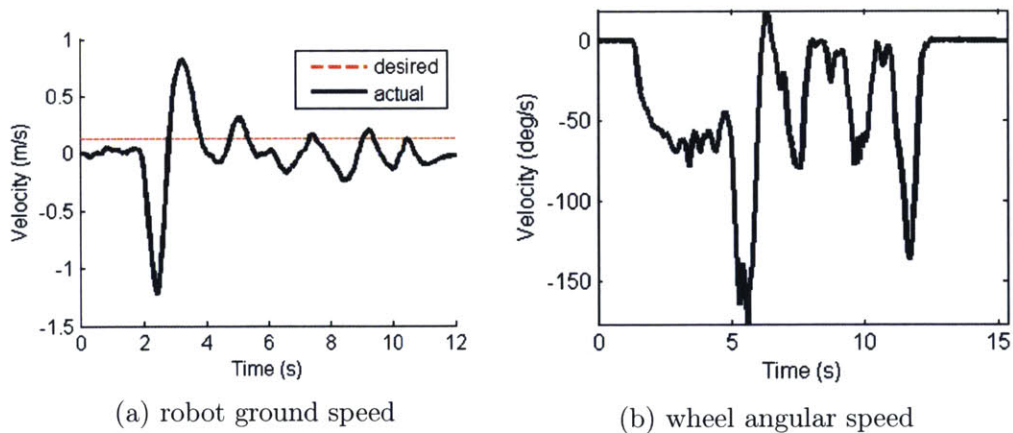 1
0.5
0
-0.5
-1
-1.5
Velocity (m/s)
desired
actual
0 2 4 6 8 10 12
Time (s)
(a) robot ground speed
0
-50
-100
-150
Velocity (deg/s)
0 5 10 15
Time (s)
(b) wheel angular speed